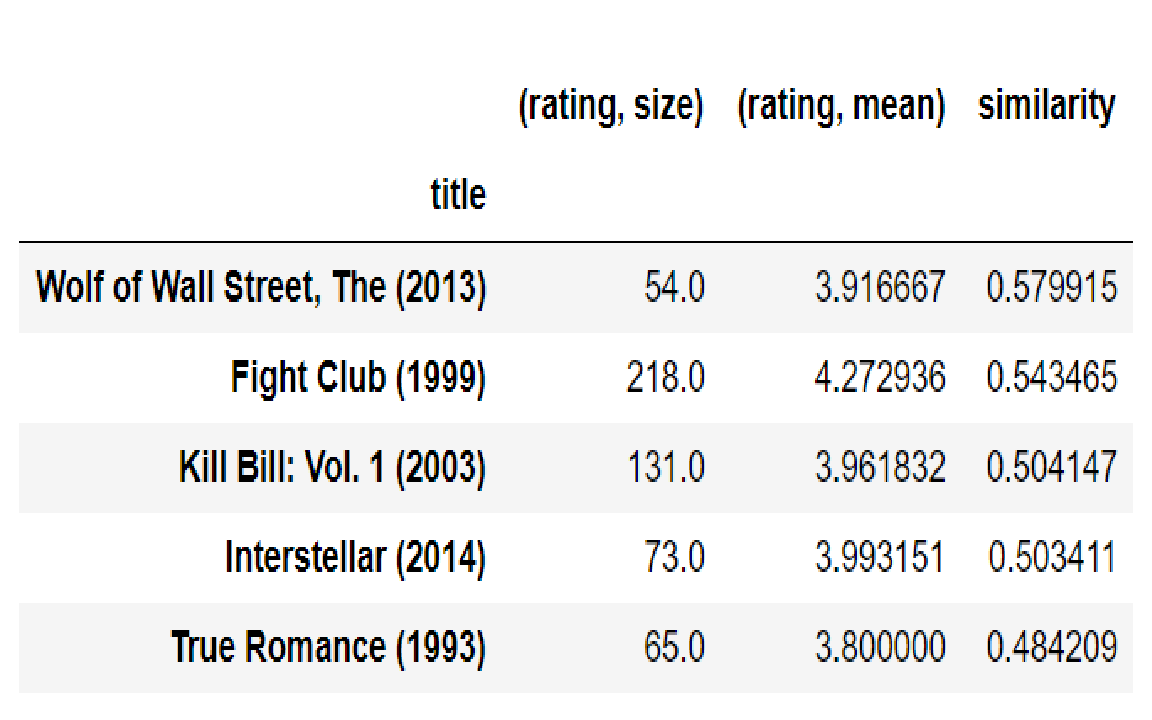 (rating, size) (rating, mean) similarity
title
Wolf of Wall Street, The (2013) 54.0 3.916667 0.579915
Fight Club (1999) 218.0 4.272936 0.543465
Kill Bill: Vol. 1 (2003) 131.0 3.961832 0.504147
Interstellar (2014) 73.0 3.993151 0.503411
True Romance (1993) 65.0 3.800000 0.484209